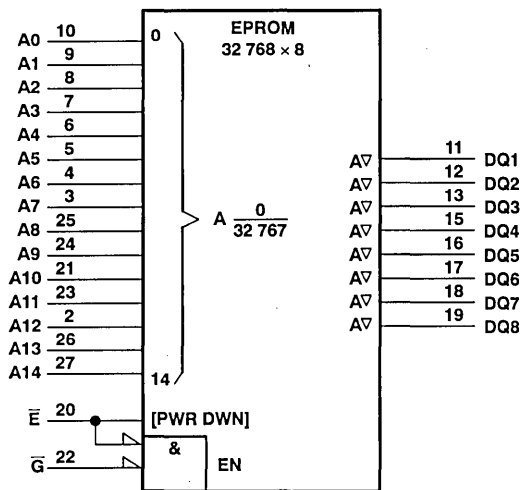 EPROM
32 768 × 8
A0 10 0
A1 9
A2 8
A3 7
A4 6
A5 5
A6 4
A7 3
A8 25
A9 24
A10 21
A11 23
A12 2
A13 26
A14 27 14
A 0
32 767
A▽ 11 DQ1
A▽ 12 DQ2
A▽ 13 DQ3
A▽ 15 DQ4
A▽ 16 DQ5
A▽ 17 DQ6
A▽ 18 DQ7
A▽ 19 DQ8
E̅ 20 [PWR DWN]
&
G̅ 22 EN